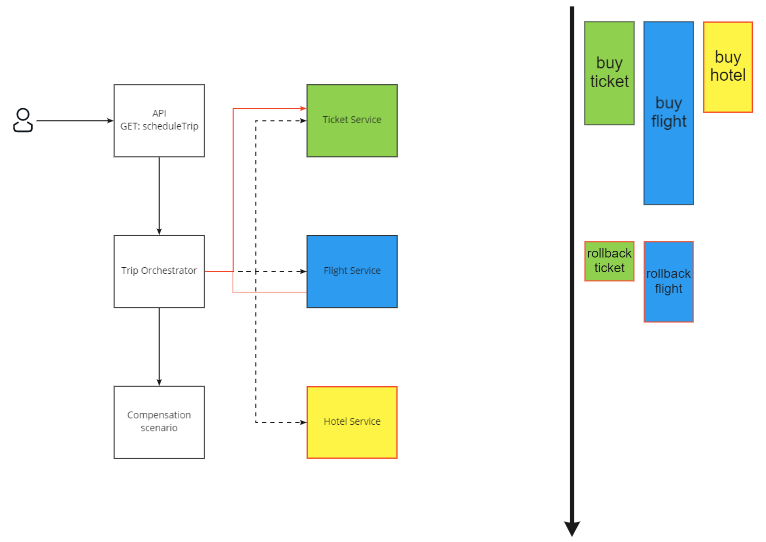 API
GET: scheduleTrip
Ticket Service
Trip Orchestrator
Flight Service
Compensation
scenario
Hotel Service
buy
ticket
buy
flight
buy
hotel
rollback
ticket
rollback
flight